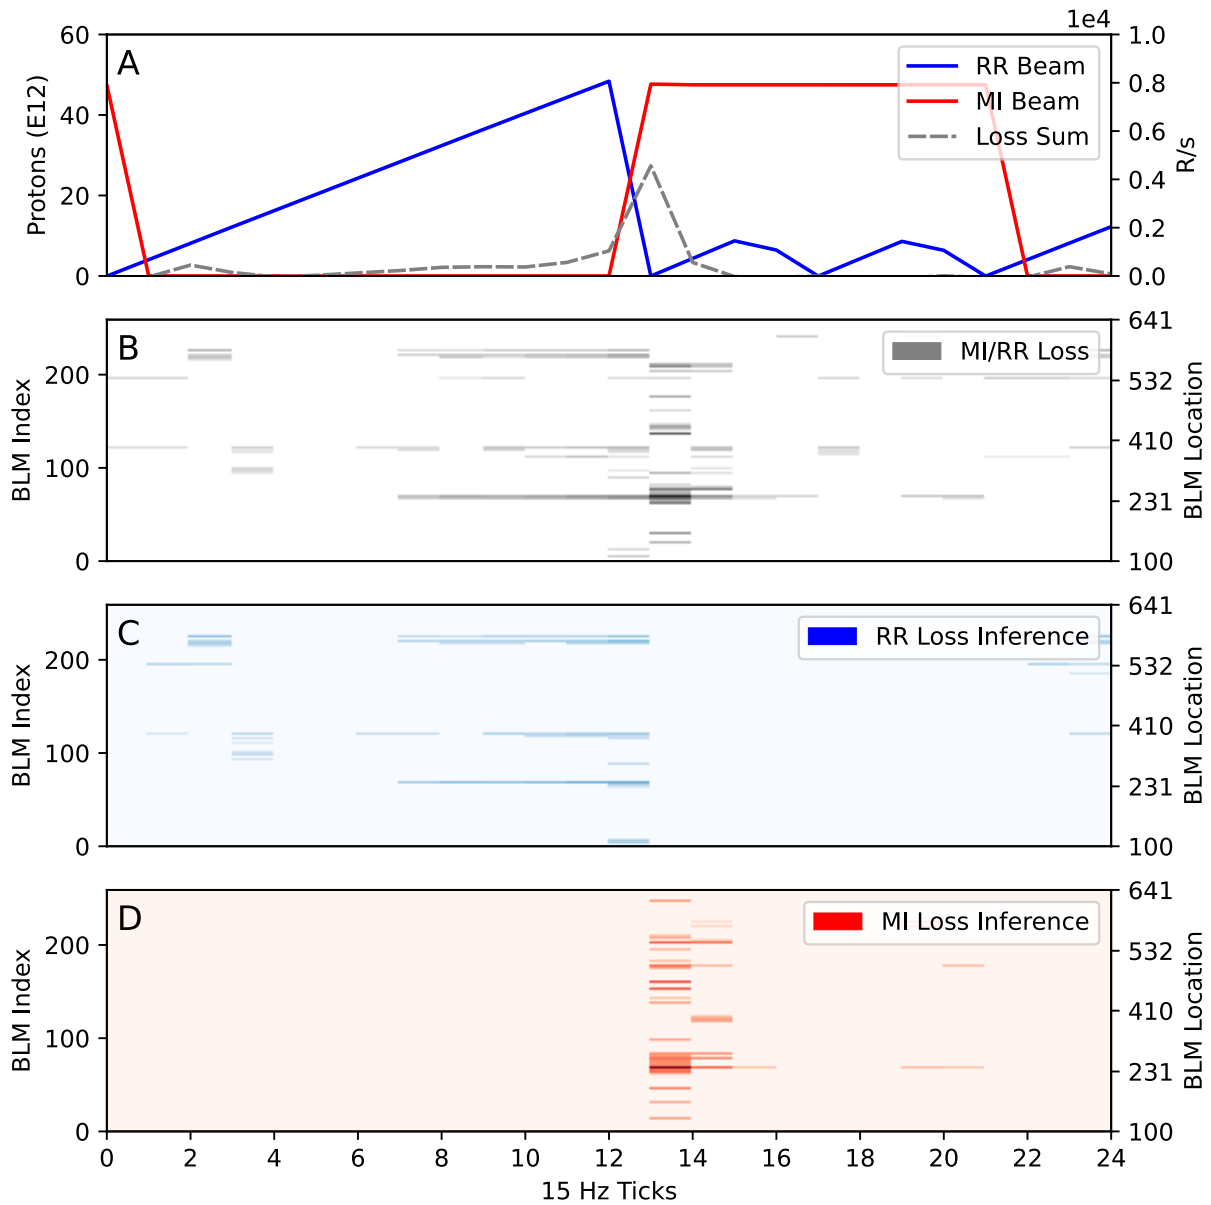 1e4
A
60
40
20
0
Protons (E12)
1.0
0.8
0.6
0.4
0.2
0.0
R/s
RR Beam
MI Beam
Loss Sum
B
200
100
0
BLM Index
641
532
410
231
100
BLM Location
MI/RR Loss
C
200
100
0
BLM Index
641
532
410
231
100
BLM Location
RR Loss Inference
D
200
100
0
BLM Index
641
532
410
231
100
BLM Location
MI Loss Inference
0 2 4 6 8 10 12 14 16 18 20 22 24
15 Hz Ticks